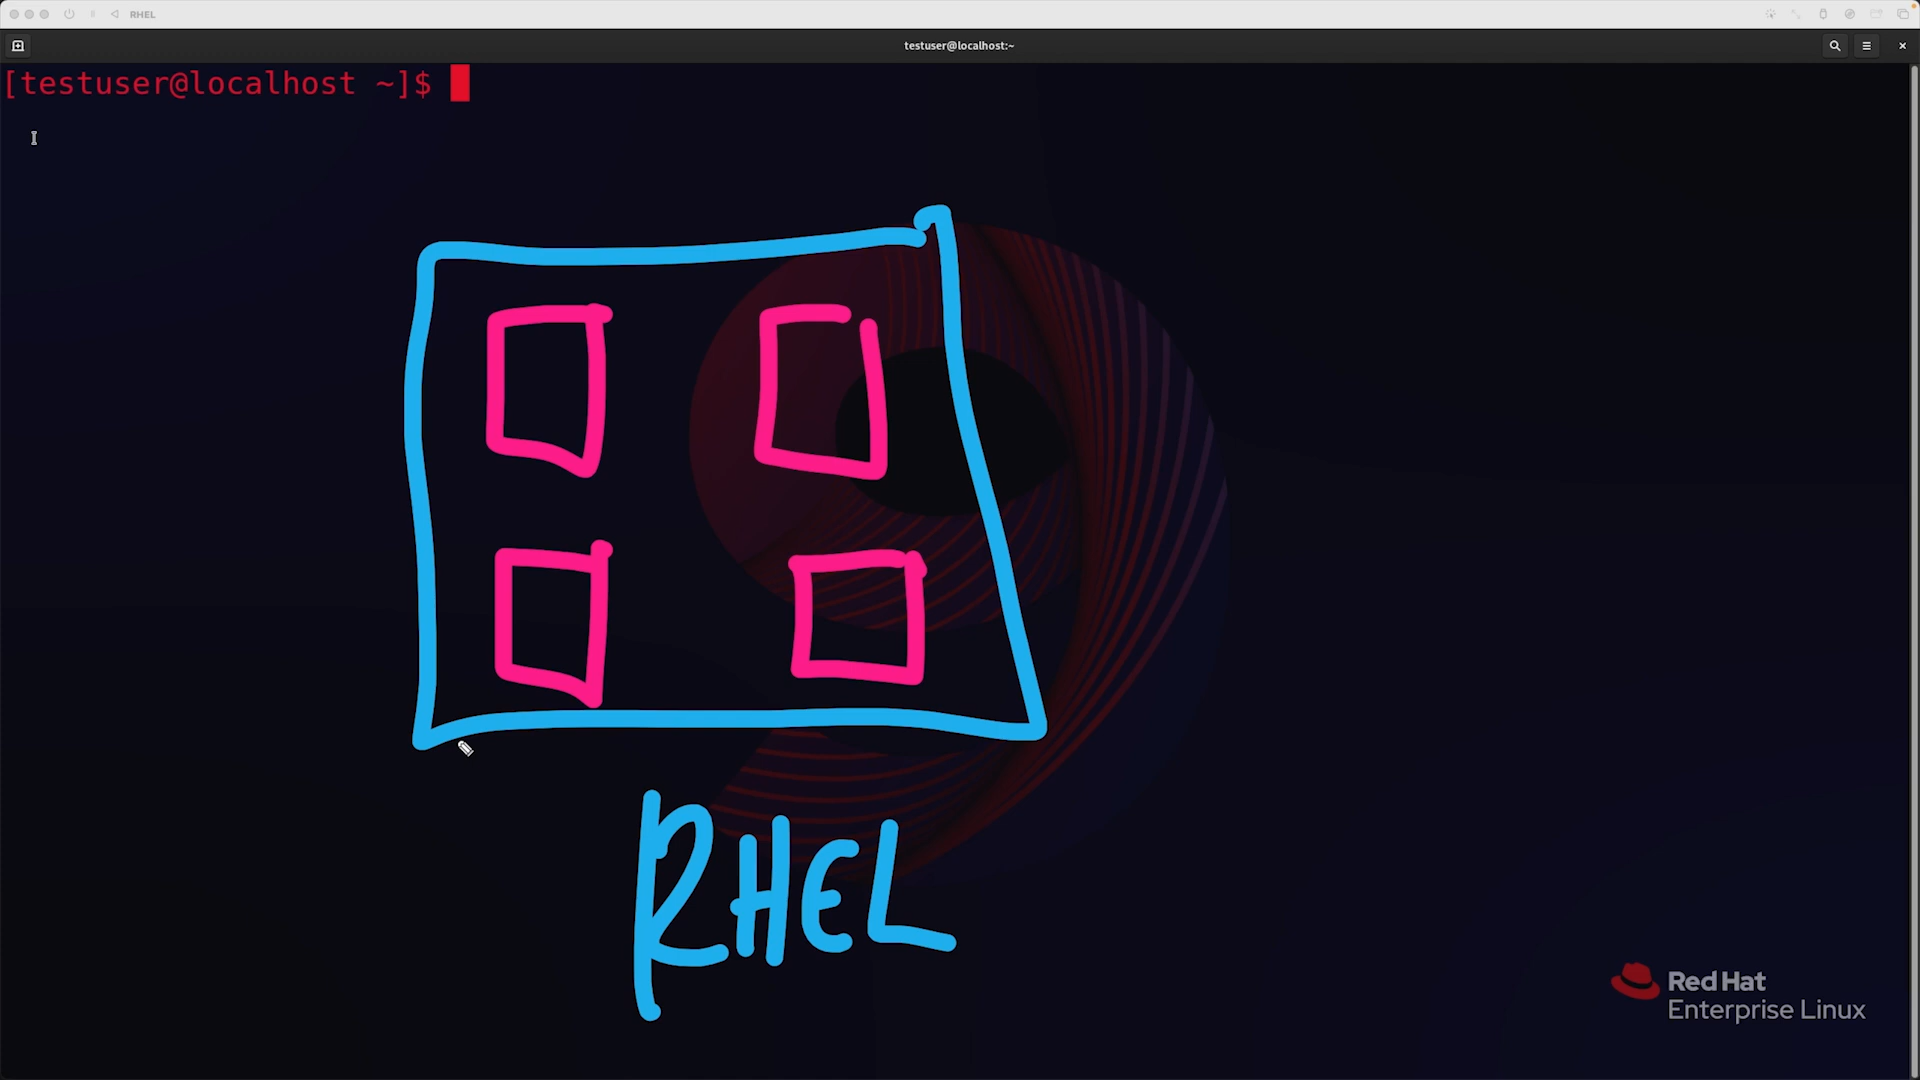 RHEL
testuser@localhost:~
[testuser@localhost ~]$
RHEL
Red Hat
Enterprise Linux